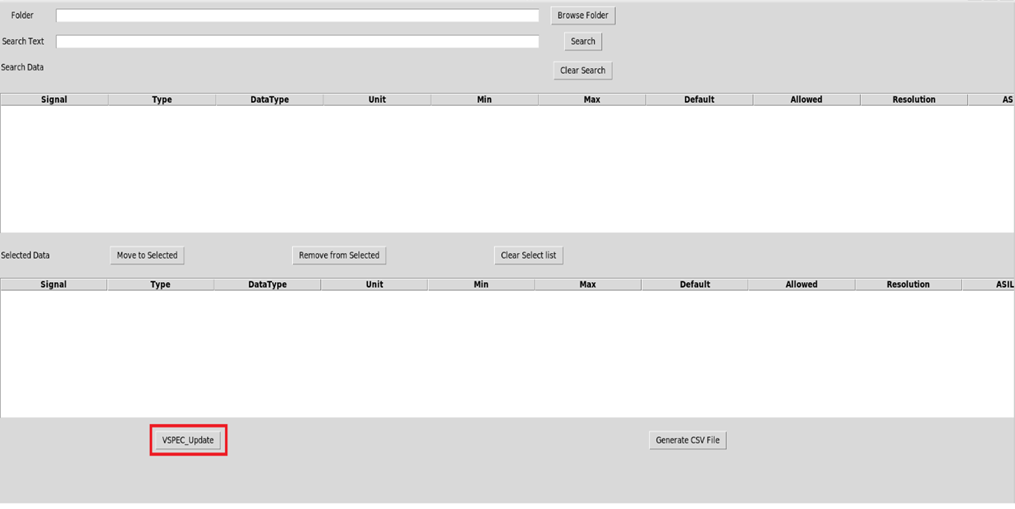 Folder Browse Folder
Search Text Search
Search Data Clear Search
Signal Type DataType Unit Min Max Default Allowed Resolution AS
Selected Data Move to Selected Remove from Selected Clear Select list
Signal Type DataType Unit Min Max Default Allowed Resolution ASIL
VSPEC_Update Generate CSV File